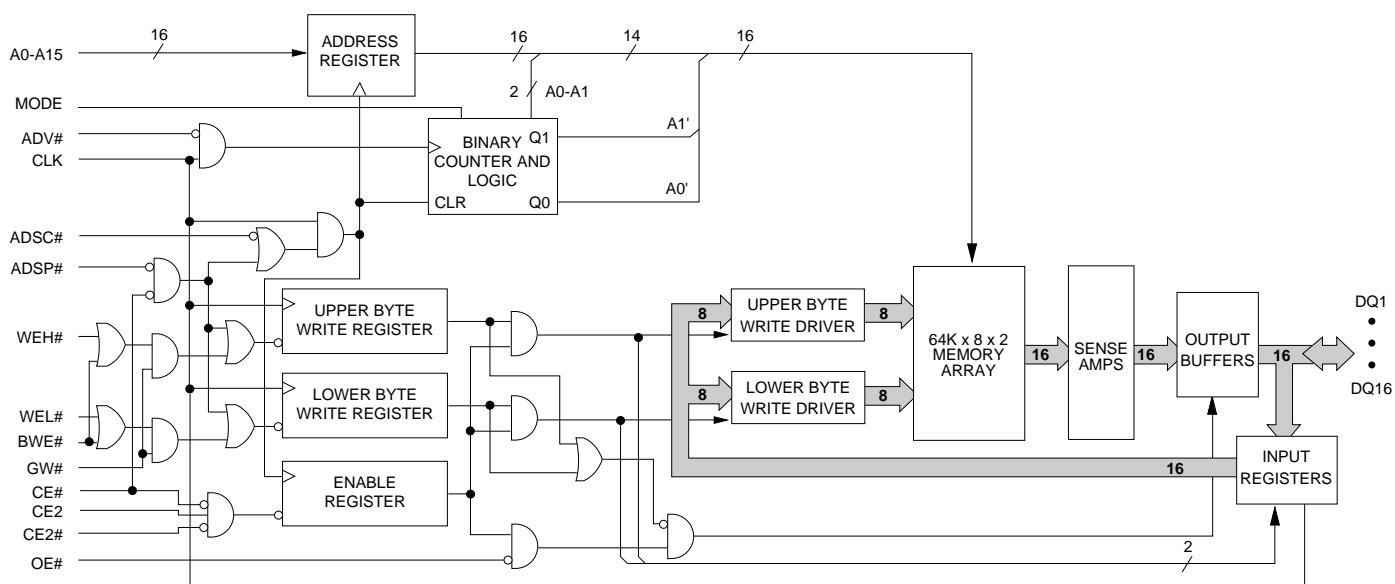 A0-A15
16
ADDRESS
REGISTER
16
14
16
2
A0-A1
MODE
ADV#
CLK
BINARY
COUNTER AND
LOGIC
Q1
Q0
CLR
A1'
A0'
ADSC#
ADSP#
WEH#
WEL#
BWE#
GW#
CE#
CE2
CE2#
OE#
UPPER BYTE
WRITE REGISTER
LOWER BYTE
WRITE REGISTER
ENABLE
REGISTER
8
UPPER BYTE
WRITE DRIVER
8
8
LOWER BYTE
WRITE DRIVER
8
64K x 8 x 2
MEMORY
ARRAY
16
SENSE
AMPS
16
OUTPUT
BUFFERS
16
DQ1
DQ16
16
INPUT
REGISTERS
2